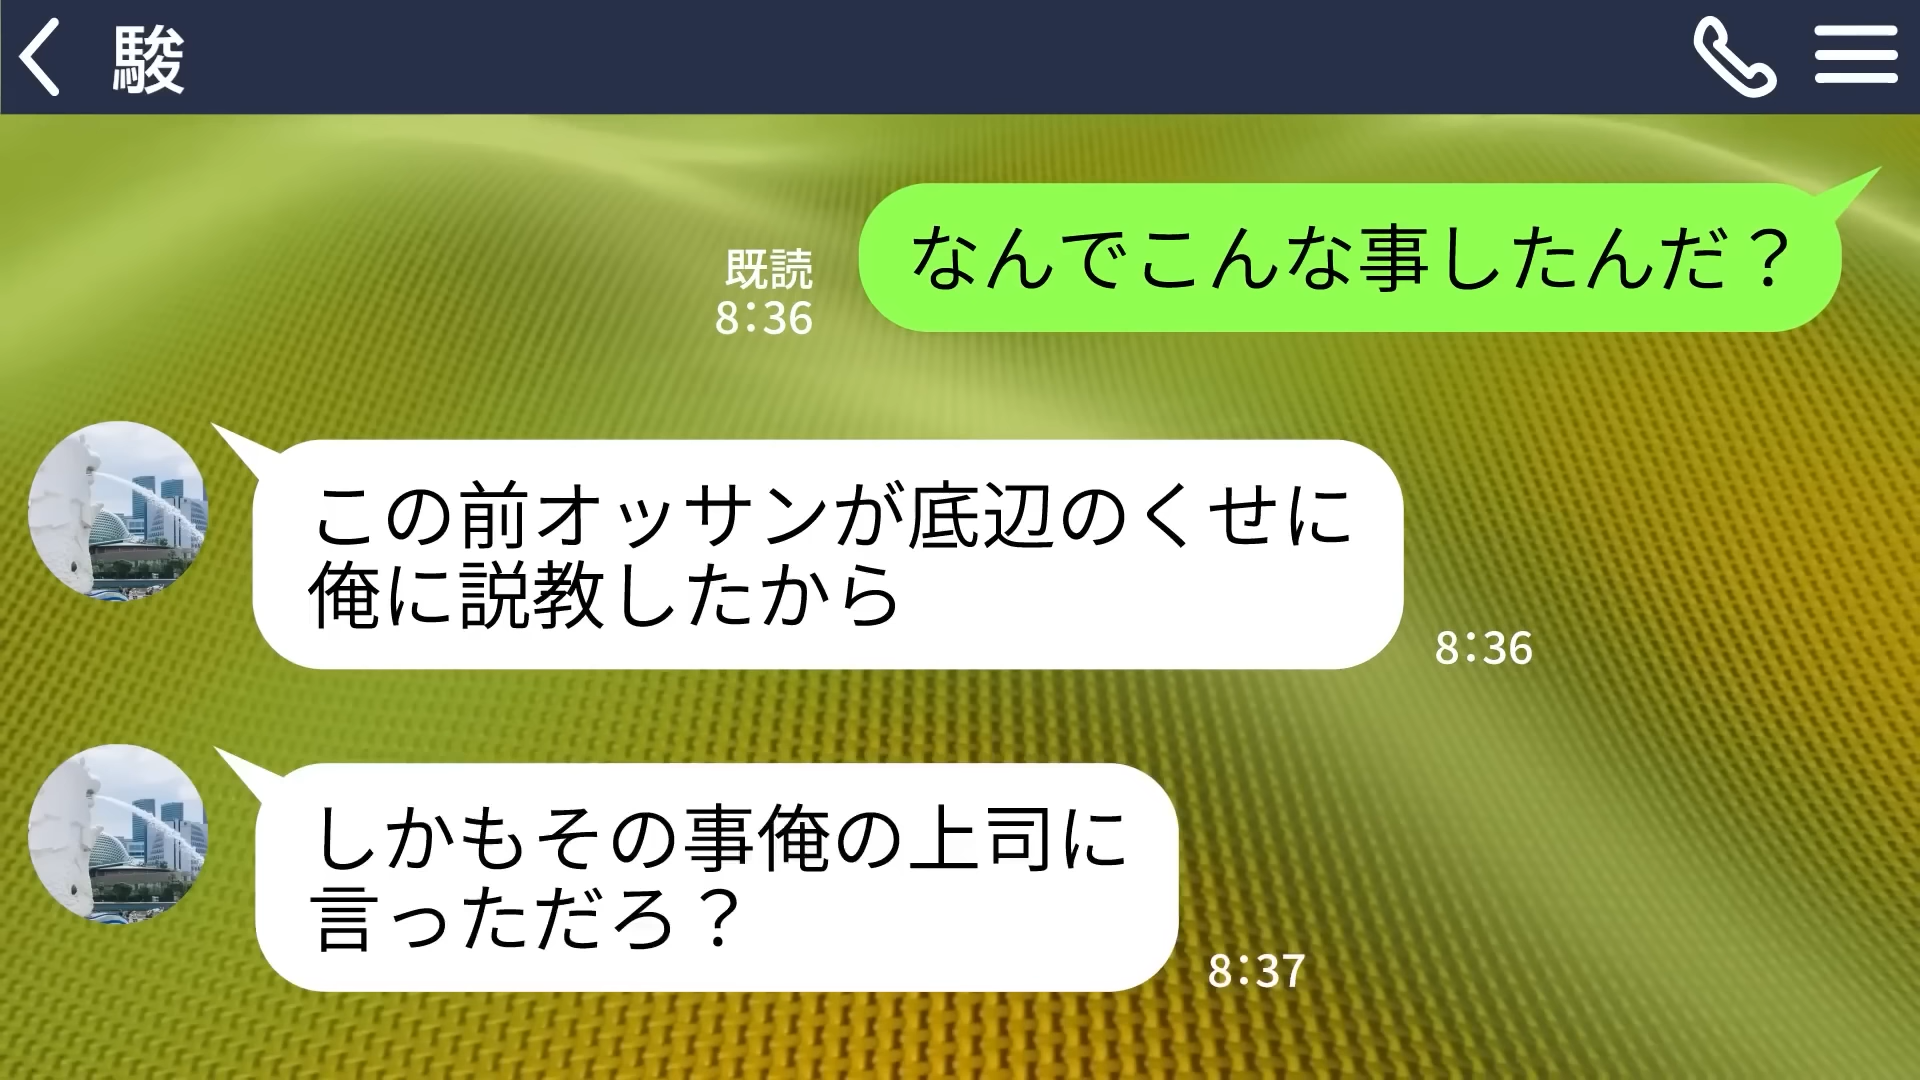 駿
なんでこんな事したんだ？
既読
8:36
この前オッサンが底辺のくせに
俺に説教したから
8:36
しかもその事俺の上司に
言っただろ？
8:37